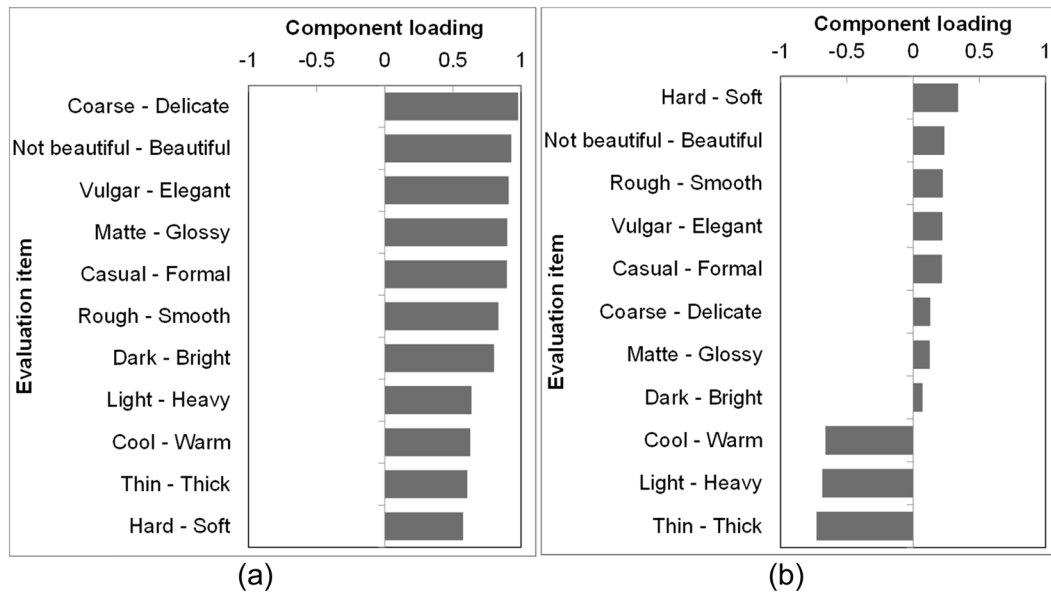 Component loading
-1 -0.5 0 0.5 1
Evaluation item
Coarse - Delicate
Not beautiful - Beautiful
Vulgar - Elegant
Matte - Glossy
Casual - Formal
Rough - Smooth
Dark - Bright
Light - Heavy
Cool - Warm
Thin - Thick
Hard - Soft
(a)
Component loading
-1 -0.5 0 0.5 1
Evaluation item
Hard - Soft
Not beautiful - Beautiful
Rough - Smooth
Vulgar - Elegant
Casual - Formal
Coarse - Delicate
Matte - Glossy
Dark - Bright
Cool - Warm
Light - Heavy
Thin - Thick
(b)